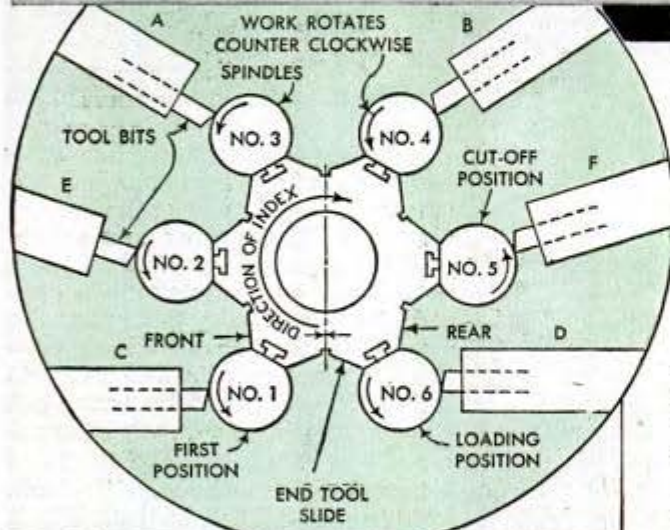 A
WORK ROTATES
COUNTER CLOCKWISE
B
SPINDLES
NO. 3
NO. 4
TOOL BITS
CUT-OFF
POSITION
F
E
DIRECTION OF INDEX
NO. 2
NO. 5
FRONT
REAR
C
D
NO. 1
NO. 6
FIRST
POSITION
LOADING
POSITION
END TOOL
SLIDE